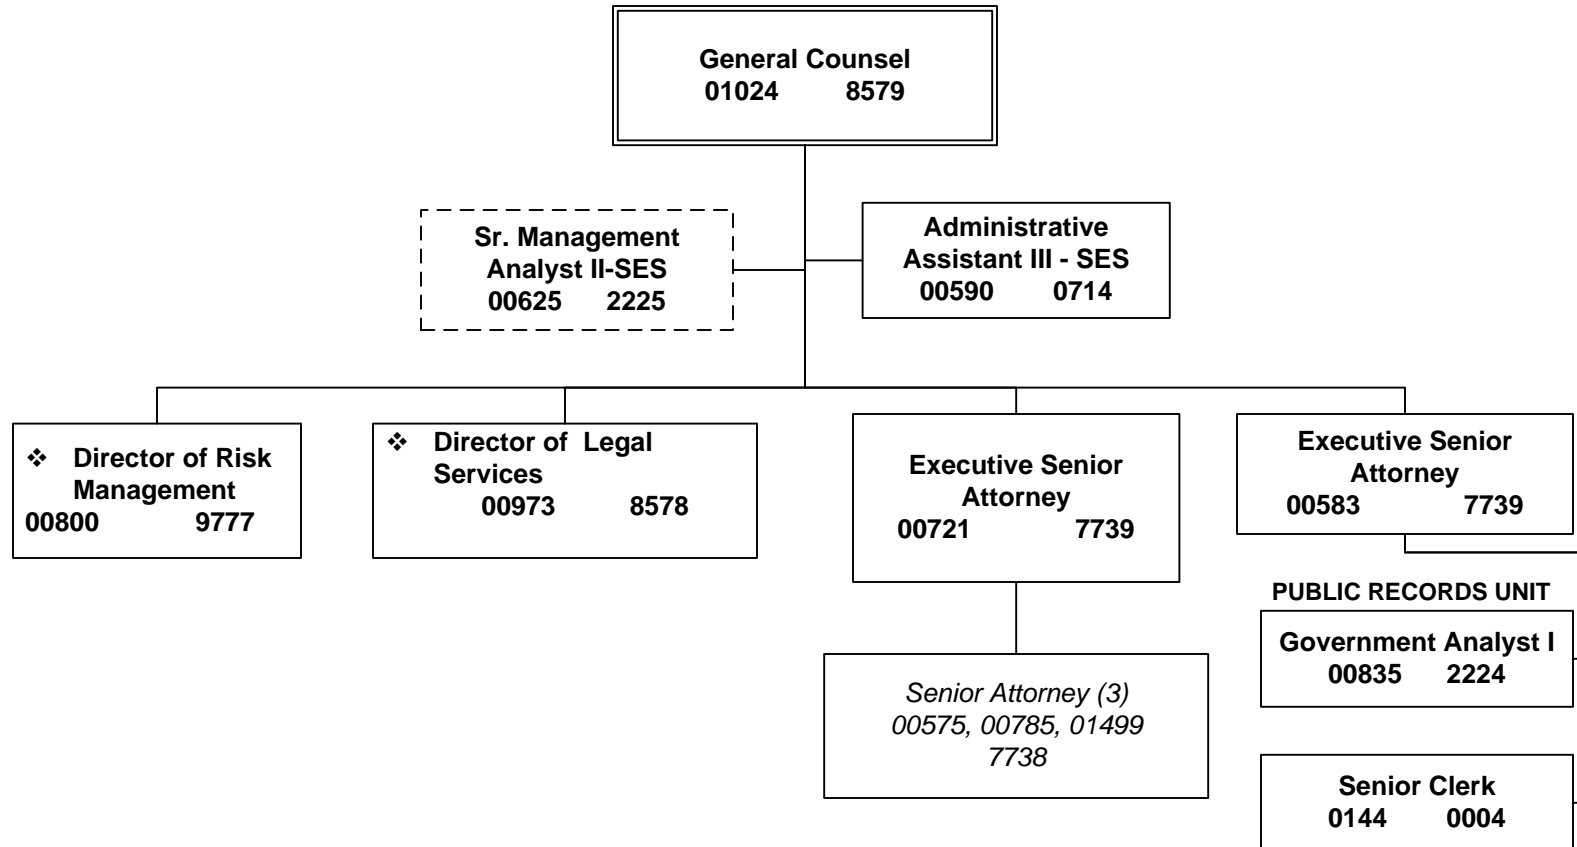 General Counsel
01024 8579
Sr. Management
Analyst II-SES
00625 2225
Administrative
Assistant III - SES
00590 0714
❖ Director of Risk
Management
00800 9777
❖ Director of Legal
Services
00973 8578
Executive Senior
Attorney
00721 7739
Executive Senior
Attorney
00583 7739
Senior Attorney (3)
00575, 00785, 01499
7738
PUBLIC RECORDS UNIT
Government Analyst I
00835 2224
Senior Clerk
0144 0004